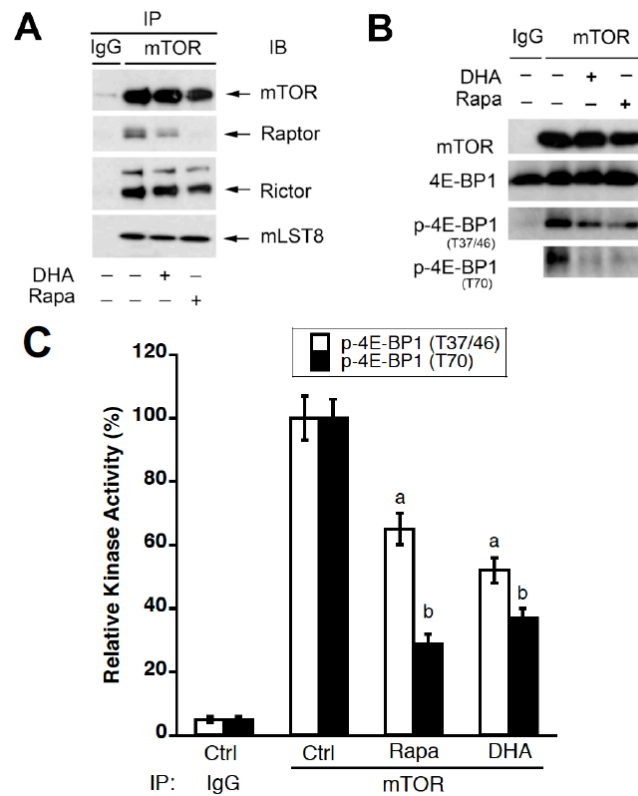 A
IP
IgG mTOR IB
mTOR
Raptor
Rictor
mLST8
DHA – – + –
Rapa – – – +
B
IgG mTOR
DHA – – + –
Rapa – – – +
mTOR
4E-BP1
p-4E-BP1
(T37/46)
p-4E-BP1
(T70)
C
p-4E-BP1 (T37/46)
p-4E-BP1 (T70)
Relative Kinase Activity (%)
120
100
80
60
40
20
0
a
b
a
b
Ctrl Ctrl Rapa DHA
IP: IgG mTOR